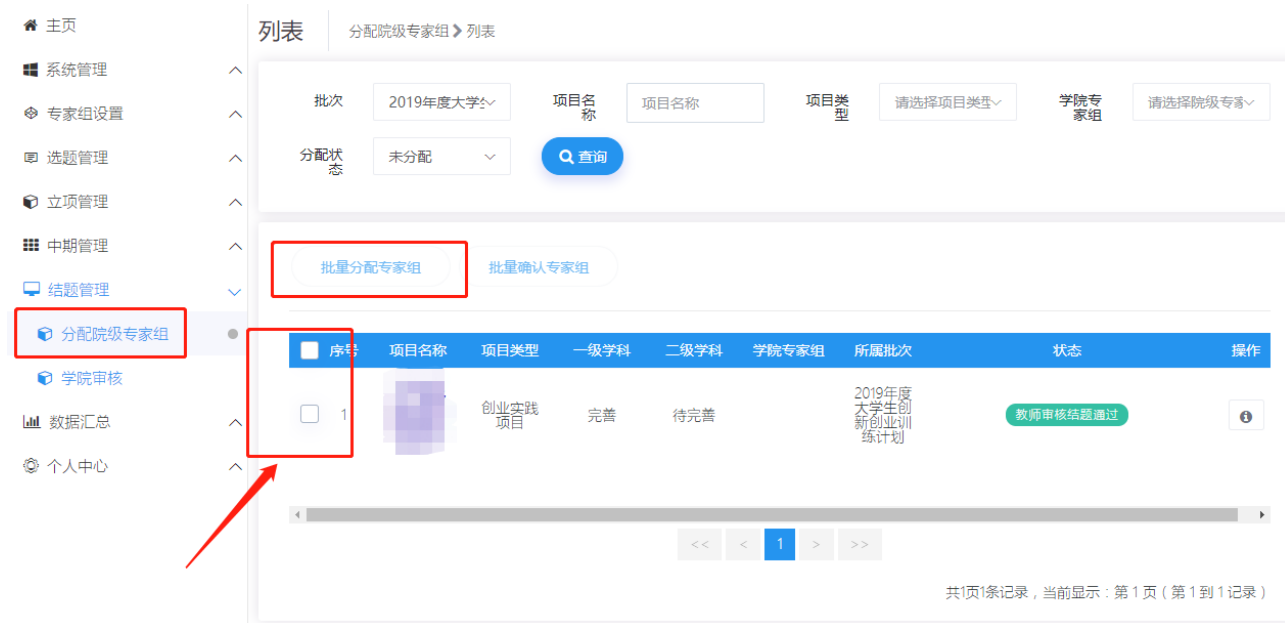 主页
系统管理
专家组设置
选题管理
立项管理
中期管理
结题管理
分配院级专家组
学院审核
数据汇总
个人中心
列表
分配院级专家组 列表
批次
2019年度大学
项目名
称
项目名称
项目类
型
请选择项目类型
学院专
家组
请选择院级专家
分配状
态
未分配
查询
批量分配专家组 批量确认专家组
序号 项目名称 项目类型 一级学科 二级学科 学院专家组 所属批次 状态 操作
1
创业实践
项目
完善
待完善
2019年度
大学生创
新创业训
练计划
教师审核结题通过
<< < 1 > >>
共1页1条记录，当前显示：第 1 页 ( 第 1 到 1 记录 )